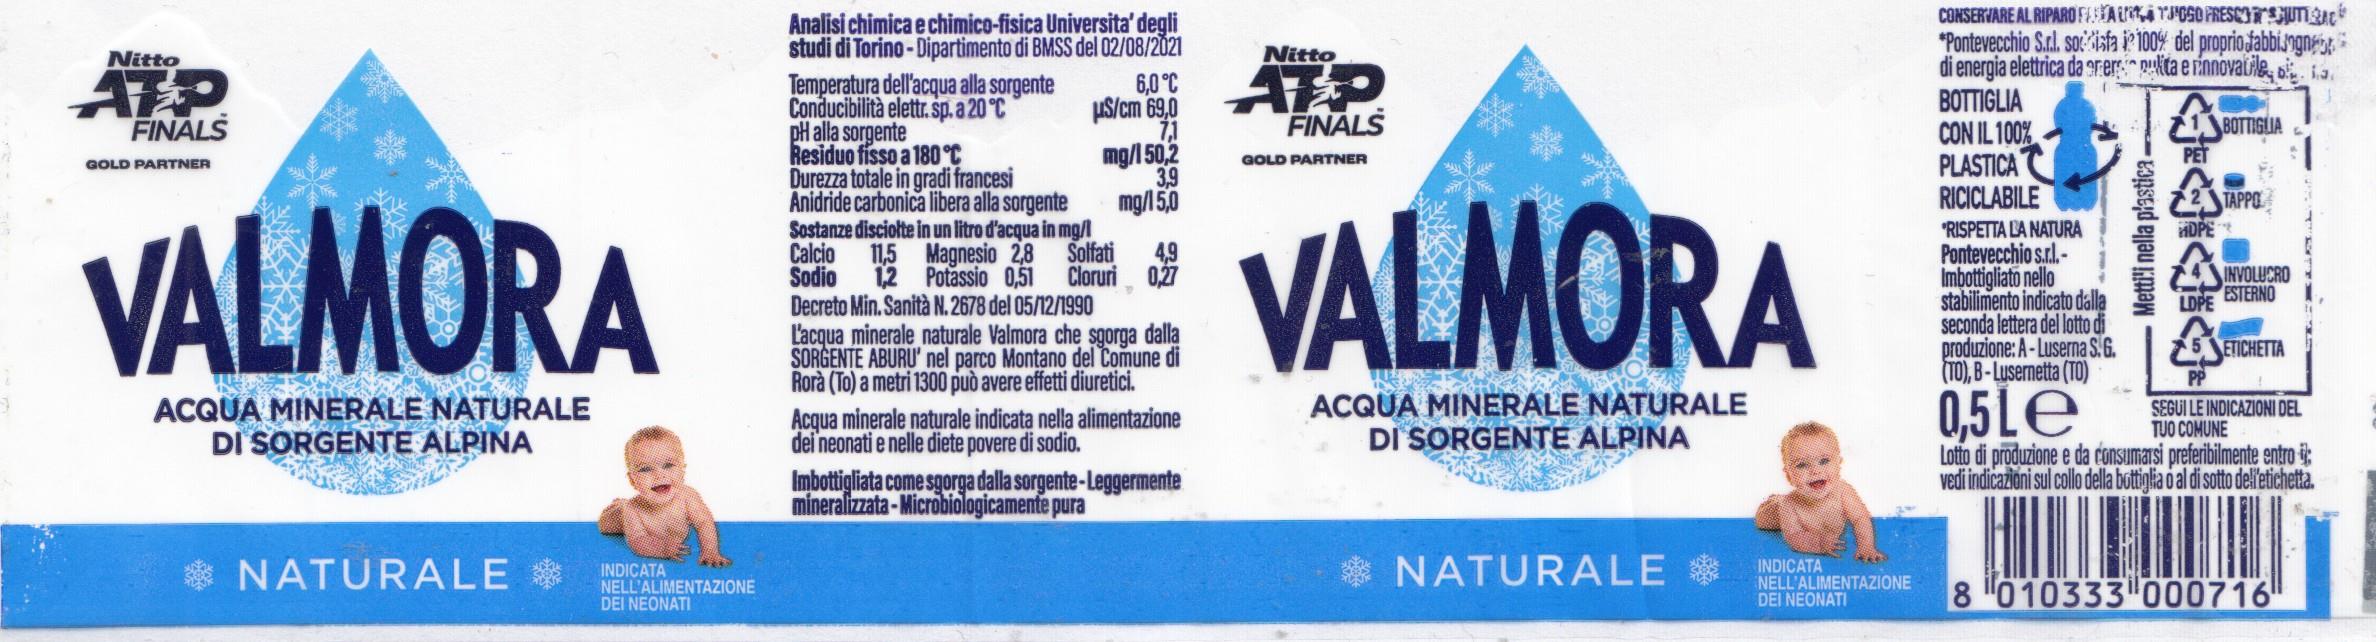 Nitto
ATP
FINALS
GOLD PARTNER
VALMORA
ACQUA MINERALE NATURALE
DI SORGENTE ALPINA
NATURALE
INDICATA
NELL'ALIMENTAZIONE
DEI NEONATI
Analisi chimica e chimico-fisica Universita' degli
studi di Torino - Dipartimento di BMSS del 02/08/2021
Temperatura dell'acqua alla sorgente 6,0 °C
Conducibilità elettr. sp. a 20 °C µS/cm 69,0
pH alla sorgente 7,1
Residuo fisso a 180 °C mg/l 50,2
Durezza totale in gradi francesi 3,9
Anidride carbonica libera alla sorgente mg/l 5,0
Sostanze disciolte in un litro d'acqua in mg/l
Calcio 11,5 Magnesio 2,8 Solfati 4,9
Sodio 1,2 Potassio 0,51 Cloruri 0,27
Decreto Min. Sanità N. 2678 del 05/12/1990
L'acqua minerale naturale Valmora che sgorga dalla
SORGENTE ABURU' nel parco Montano del Comune di
Rorà (To) a metri 1300 può avere effetti diuretici.
Acqua minerale naturale indicata nella alimentazione
dei neonati e nelle diete povere di sodio.
Imbottigliata come sgorga dalla sorgente - Leggermente
mineralizzata - Microbiologicamente pura
Nitto
ATP
FINALS
GOLD PARTNER
VALMORA
ACQUA MINERALE NATURALE
DI SORGENTE ALPINA
NATURALE
INDICATA
NELL'ALIMENTAZIONE
DEI NEONATI
CONSERVARE AL RIPARO
*Pontevecchio S.r.l. 100% del proprio
di energia elettrica da pulita e rinnovabile
BOTTIGLIA
CON IL 100%
PLASTICA
RICICLABILE
*RISPETTA LA NATURA
Pontevecchio s.r.l. -
Imbottigliato nello
stabilimento indicato dalla
seconda lettera del lotto di
produzione: A - Luserna S. G.
(TO), B - Lusernetta (TO)
0,5 L e
Mettili nella plastica
1 BOTTIGLIA
PET
2 TAPPO
HDPE
4 INVOLUCRO
ESTERNO
LDPE
5 ETICHETTA
PP
SEGUI LE INDICAZIONI DEL
TUO COMUNE
Lotto di produzione e da consumarsi preferibilmente entro il:
vedi indicazioni sul collo della bottiglia o al di sotto dell'etichetta.
8 010333 000716